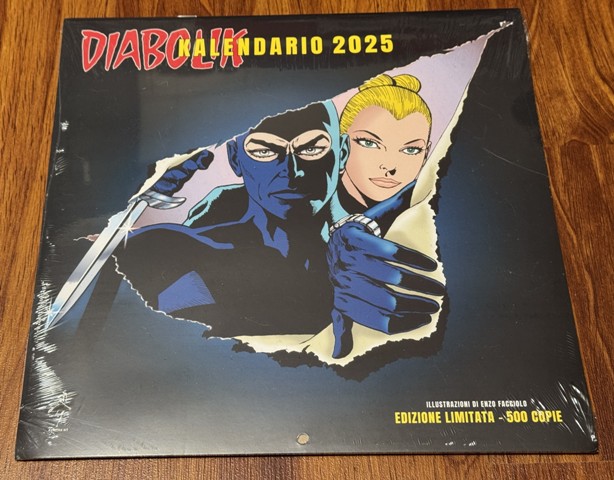 DIABOLIK
KALENDARIO 2025
ILLUSTRAZIONI DI ENZO FACCIOLO
EDIZIONE LIMITATA - 500 COPIE